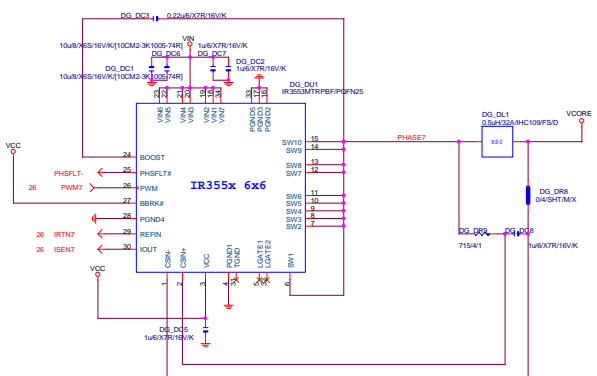 DG_DC3 0.22u/6/X7R/16V/K
10u/8/X6S/16V/K/[10CM2-3K1005-74R] VIN 1u/6/X7R/16V/K
DG_DC6 DG_DC7
DG_DC1 DG_DC2
10u/8/X6S/16V/K/[10CM2-3K1005-74R] 1u/6/X7R/16V/K
DG_DU1
IR3553MTRPBF/PQFN25
23 22 21 20 19 18 34 33 17 16
VIN6 VIN5 VIN4 VIN3 VIN2 VIN1 VIN7 PGND5 PGND3 PGND2
DG_DL1
0.5uH/32A/IHC109/FS/D
VCORE
VCC
24 BOOST
PHSFLT- 25 PHSFLT#
26 PWM7 26 PWM
27 BBRK#
28 PGND4
26 IRTN7 29 REFIN
26 ISEN7 30 IOUT
IR355x 6x6
SW10 15 PHASE7
SW9 14
SW8 13
SW7 12
SW6 11
SW5 10
SW4 9
SW3 8
SW2 7
R80
DG_DR8
0/4/SHT/M/X
DG_DR9 DG_DC8
715/4/1 1u/6/X7R/16V/K
CSIN- CSIN+ VCC PGND1 TGND LGATE1 LGATE2 SW1
1 2 3 4 5 6
VCC
DG_DC5
1u/6/X7R/16V/K